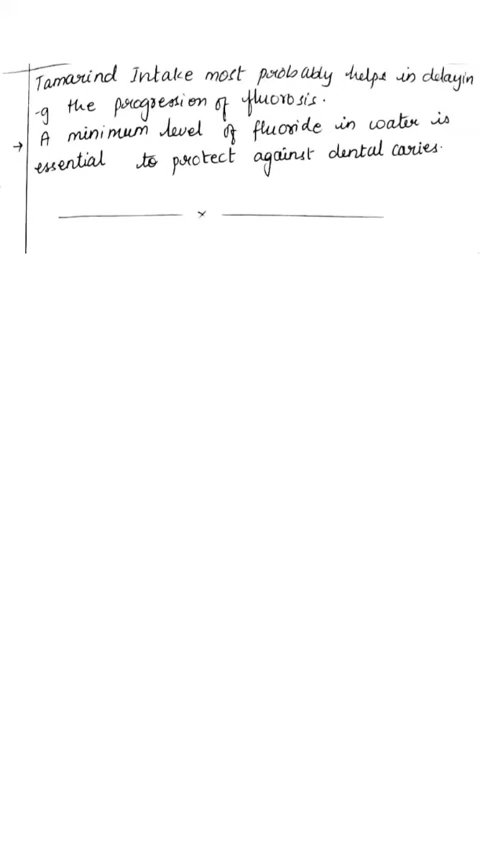 Tamarind Intake most probably helps in delayin
-g the progression of fluorosis.
→ A minimum level of fluoride in water is
essential to protect against dental caries.
x